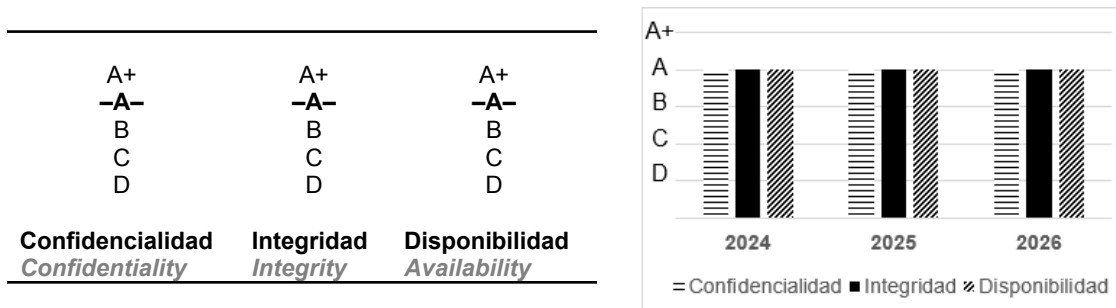 A+ A+ A+
–A– –A– –A–
B B B
C C C
D D D
Confidencialidad Integridad Disponibilidad
Confidentiality Integrity Availability
A+
A
B
C
D
2024 2025 2026
Confidencialidad Integridad Disponibilidad